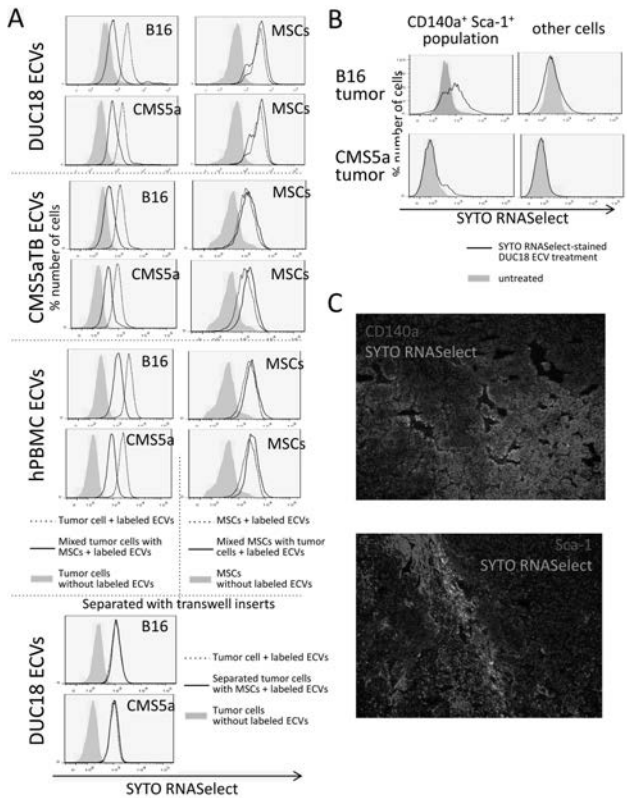 A
DUC18 ECVs
B16
MSCs
CMS5a
MSCs
CMS5aTB ECVs
% number of cells
B16
MSCs
CMS5a
MSCs
hPBMC ECVs
B16
MSCs
CMS5a
MSCs
Tumor cell + labeled ECVs
Mixed tumor cells with
MSCs + labeled ECVs
Tumor cells
without labeled ECVs
MSCs + labeled ECVs
Mixed MSCs with tumor
cells + labeled ECVs
MSCs
without labeled ECVs
Separated with transwell inserts
DUC18 ECVs
B16
CMS5a
Tumor cell + labeled ECVs
Separated tumor cells
with MSCs + labeled ECVs
Tumor cells
without labeled ECVs
SYTO RNASelect
B
CD140a⁺ Sca-1⁺
population
other cells
B16
tumor
CMS5a
tumor
% number of cells
SYTO RNASelect
SYTO RNASelect-stained
DUC18 ECV treatment
untreated
C
CD140a
SYTO RNASelect
Sca-1
SYTO RNASelect